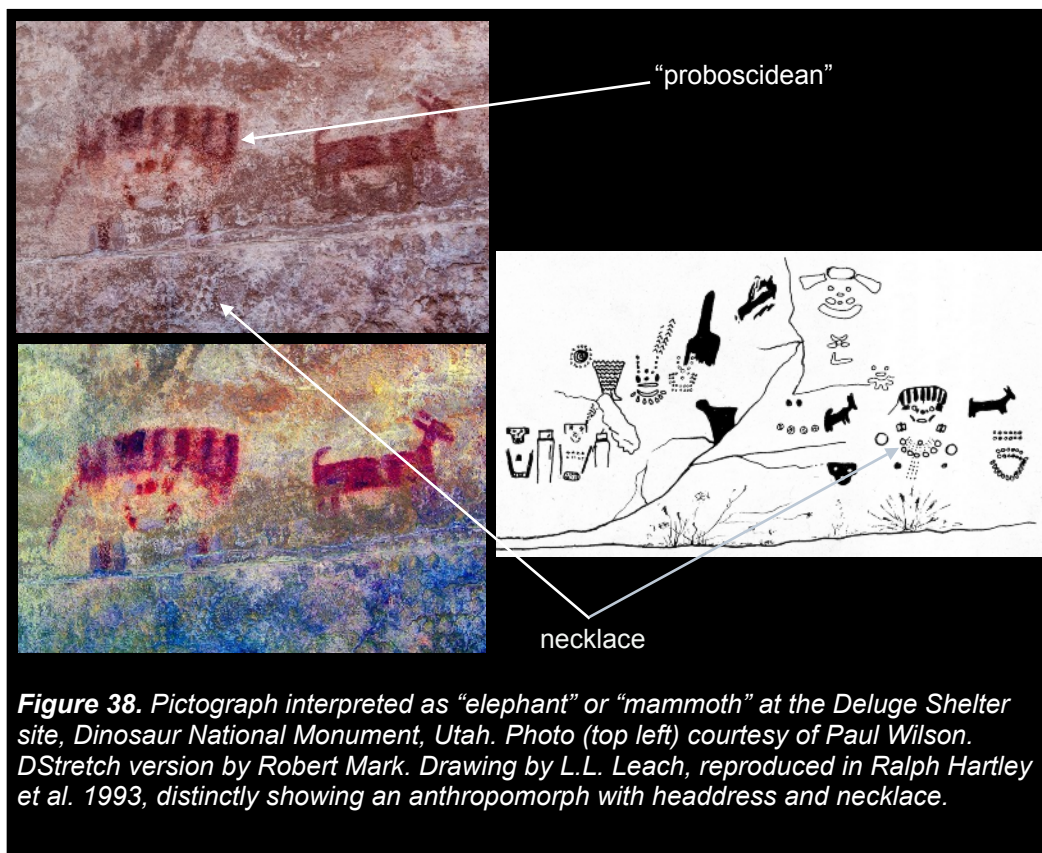 “proboscidean”
necklace
Figure 38. Pictograph interpreted as “elephant” or “mammoth” at the Deluge Shelter
site, Dinosaur National Monument, Utah. Photo (top left) courtesy of Paul Wilson.
DStretch version by Robert Mark. Drawing by L.L. Leach, reproduced in Ralph Hartley
et al. 1993, distinctly showing an anthropomorph with headdress and necklace.